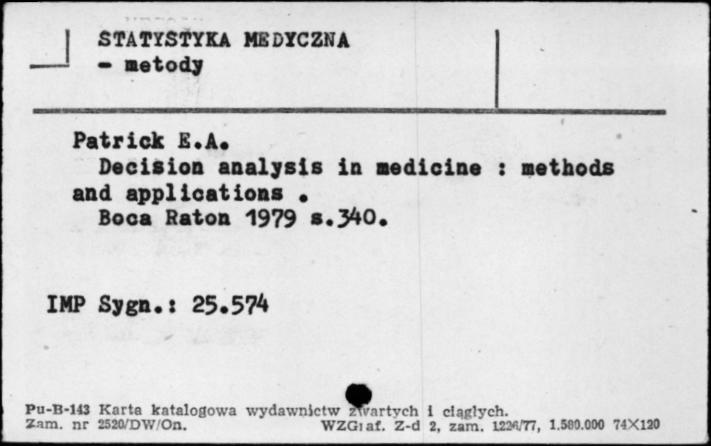 STATYSTYKA MEDYCZNA
- metody
Patrick E.A.
Decision analysis in medicine : methods
and applications .
Boca Raton 1979 s.340.
IMP Sygn.: 25.574
Pu-B-143 Karta katalogowa wydawnictw zwartych i ciągłych.
Zam. nr 2520/DW/On. WZGraf. Z-d 2, zam. 1226/77, 1.500.000 74X120